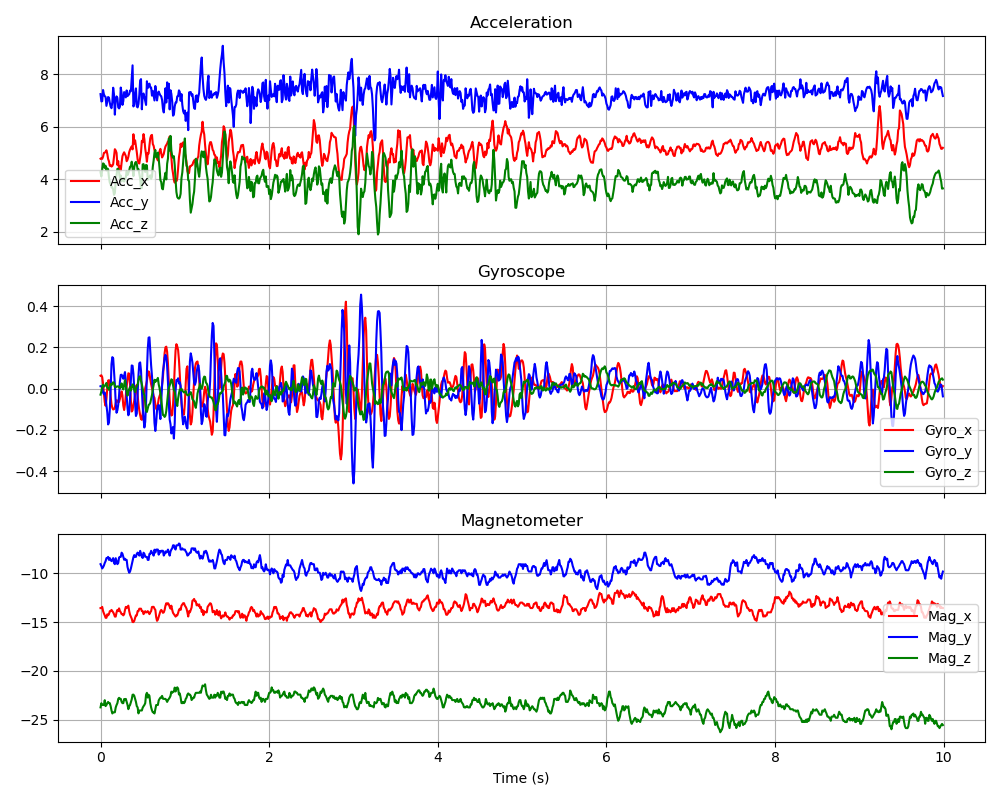 Acceleration
8
6
4
2
Acc_x
Acc_y
Acc_z
Gyroscope
0.4
0.2
0.0
−0.2
−0.4
Gyro_x
Gyro_y
Gyro_z
Magnetometer
−10
−15
−20
−25
Mag_x
Mag_y
Mag_z
0 2 4 6 8 10
Time (s)